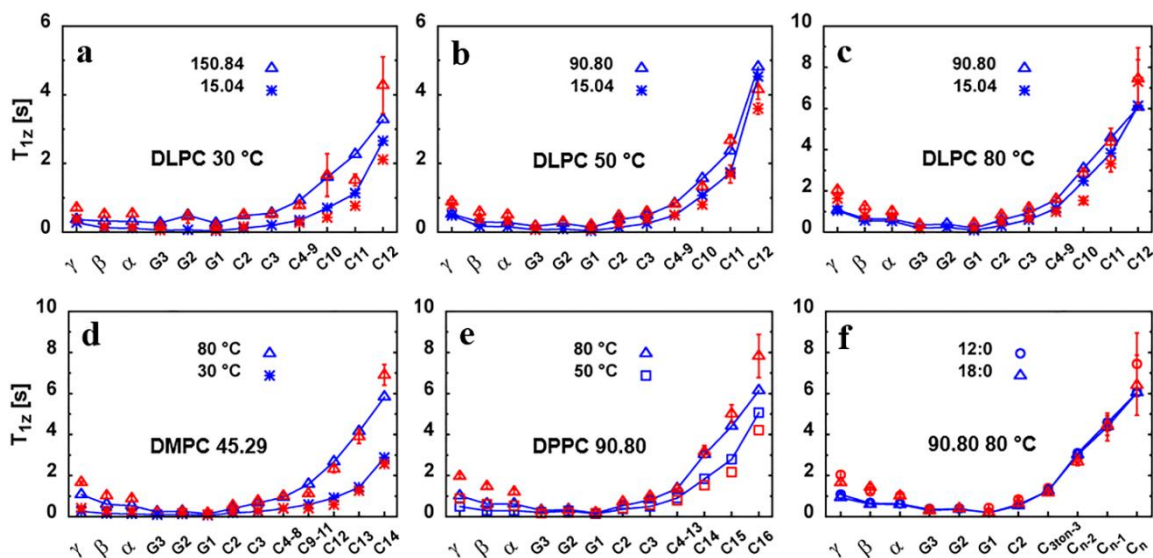 a
150.84
15.04
DLPC 30 °C
T1z [s]
6
4
2
0
γ β α G3 G2 G1 C2 C3 C4-9 C10 C11 C12
b
90.80
15.04
DLPC 50 °C
6
4
2
0
γ β α G3 G2 G1 C2 C3 C4-9 C10 C11 C12
c
90.80
15.04
DLPC 80 °C
10
8
6
4
2
0
γ β α G3 G2 G1 C2 C3 C4-9 C10 C11 C12
d
80 °C
30 °C
DMPC 45.29
T1z [s]
10
8
6
4
2
0
γ β α G3 G2 G1 C2 C3 C4-8 C9-11 C12 C13 C14
e
80 °C
50 °C
DPPC 90.80
10
8
6
4
2
0
γ β α G3 G2 G1 C2 C3 C4-13 C14 C15 C16
f
12:0
18:0
90.80 80 °C
10
8
6
4
2
0
γ β α G3 G2 G1 C2 C3ton-3 Cn-2 Cn-1 Cn